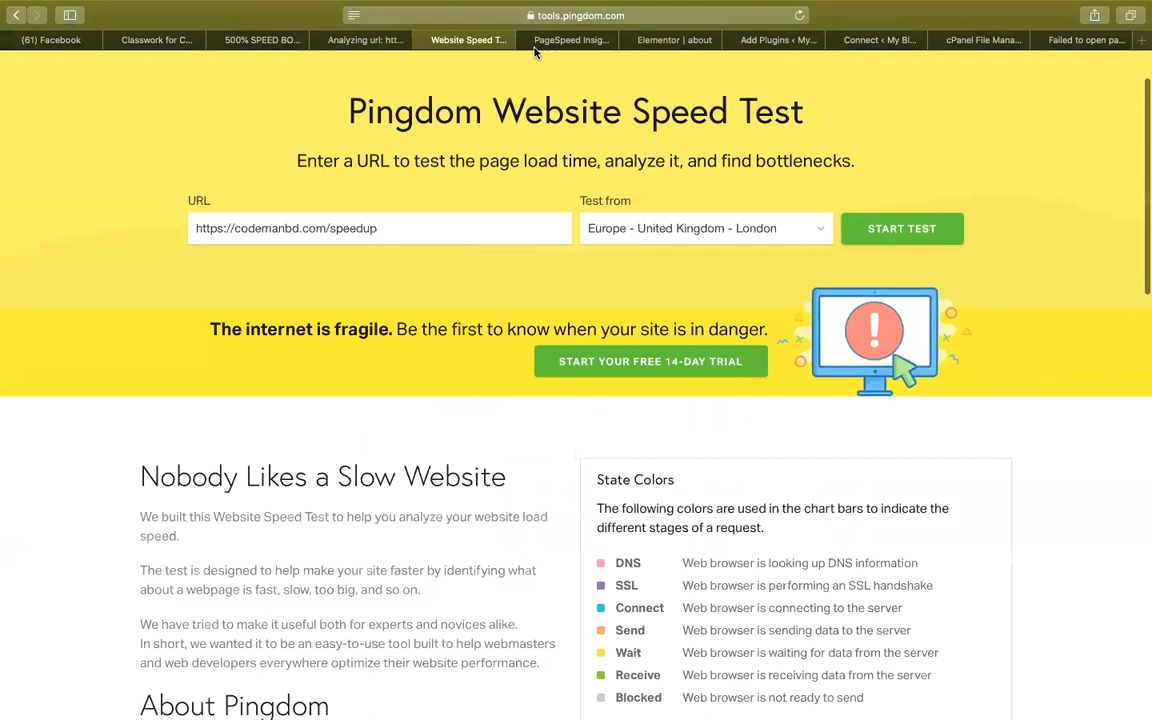 tools.pingdom.com
(61) Facebook
Classwork for C...
500% SPEED BO...
Analyzing url: htt...
Website Speed T...
PageSpeed Insig...
Elementor | about
Add Plugins ‹ My...
Connect ‹ My Bl...
cPanel File Mana...
Failed to open pa...
Pingdom Website Speed Test
Enter a URL to test the page load time, analyze it, and find bottlenecks.
URL
Test from
https://codemanbd.com/speedup
Europe - United Kingdom - London
START TEST
The internet is fragile. Be the first to know when your site is in danger.
START YOUR FREE 14-DAY TRIAL
Nobody Likes a Slow Website
We built this Website Speed Test to help you analyze your website load
speed.
The test is designed to help make your site faster by identifying what
about a webpage is fast, slow, too big, and so on.
We have tried to make it useful both for experts and novices alike.
In short, we wanted it to be an easy-to-use tool built to help webmasters
and web developers everywhere optimize their website performance.
About Pingdom
State Colors
The following colors are used in the chart bars to indicate the
different stages of a request.
DNS Web browser is looking up DNS information
SSL Web browser is performing an SSL handshake
Connect Web browser is connecting to the server
Send Web browser is sending data to the server
Wait Web browser is waiting for data from the server
Receive Web browser is receiving data from the server
Blocked Web browser is not ready to send